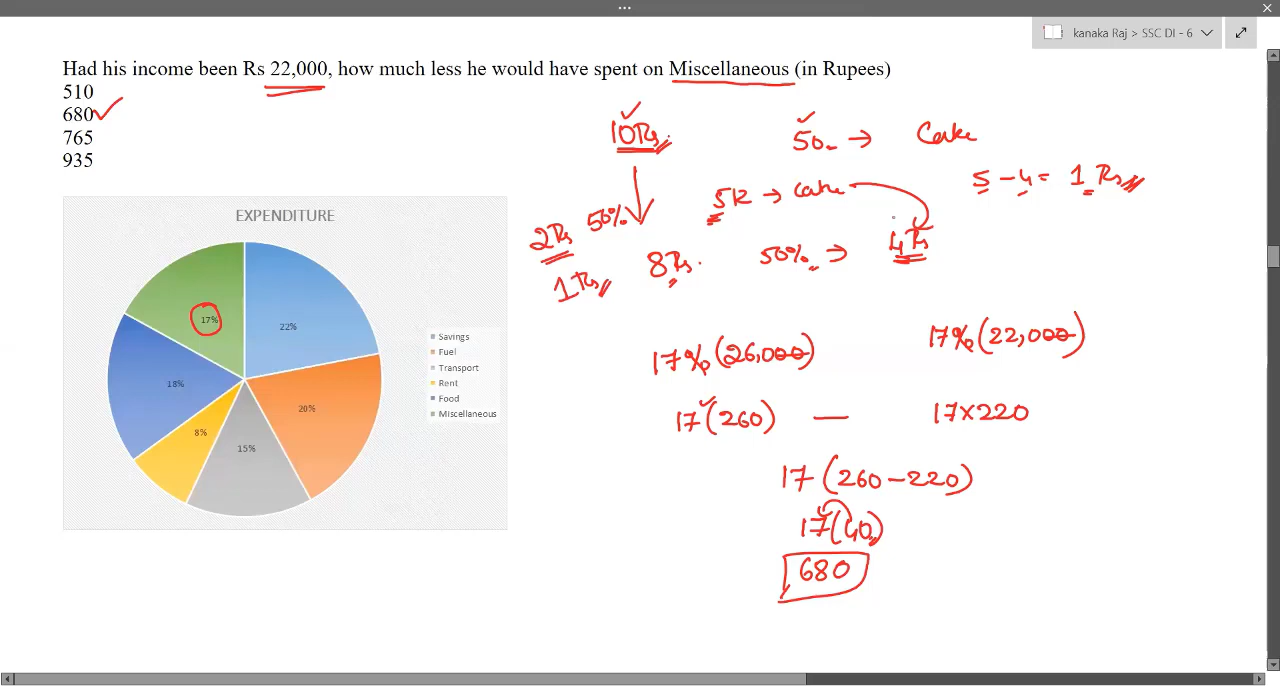 kanaka Raj > SSC DI - 6
Had his income been Rs 22,000, how much less he would have spent on Miscellaneous (in Rupees)
510
680
765
935
10Rs
50 → Cake
5R → cake
5 - 4 = 1 Rs
50%
2Rs
1Rs
8Rs
50% → 4Rs
EXPENDITURE
17%
22%
18%
20%
8%
15%
Savings
Fuel
Transport
Rent
Food
Miscellaneous
17%(26,000)
17%(22,000)
17(260) — 17×220
17(260-220)
17(40)
680